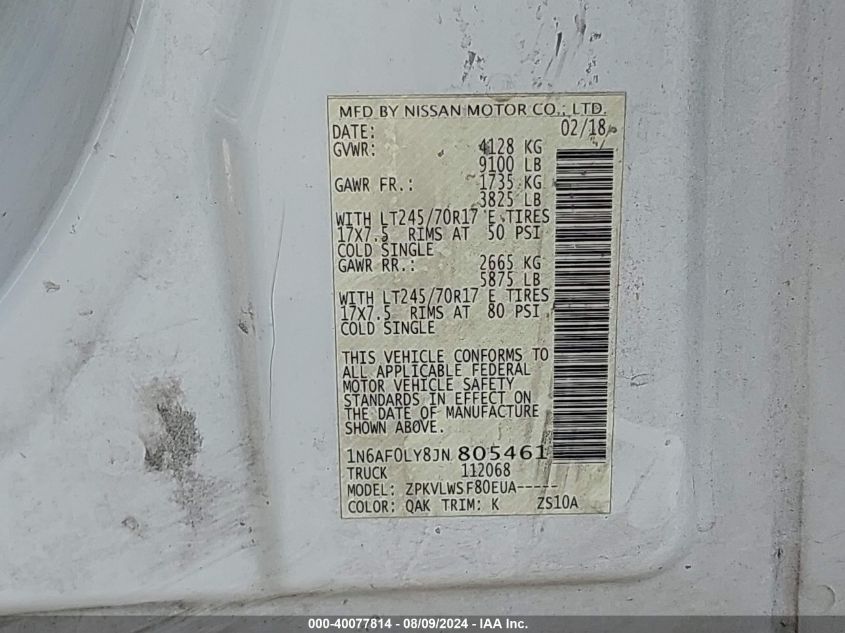 MFD BY NISSAN MOTOR CO., LTD.
DATE: 02/18
GVWR: 4128 KG
9100 LB
GAWR FR.: 1735 KG
3825 LB
WITH LT245/70R17 E TIRES
17X7.5 RIMS AT 50 PSI
COLD SINGLE
GAWR RR.: 2665 KG
5875 LB
WITH LT245/70R17 E TIRES
17X7.5 RIMS AT 80 PSI
COLD SINGLE
THIS VEHICLE CONFORMS TO
ALL APPLICABLE FEDERAL
MOTOR VEHICLE SAFETY
STANDARDS IN EFFECT ON
THE DATE OF MANUFACTURE
SHOWN ABOVE.
1N6AF0LY8JN 805461
TRUCK 112068
MODEL: ZPKVLWSF80EUA-----
COLOR: QAK TRIM: K ZS10A
000-40077814 - 08/09/2024 - IAA Inc.